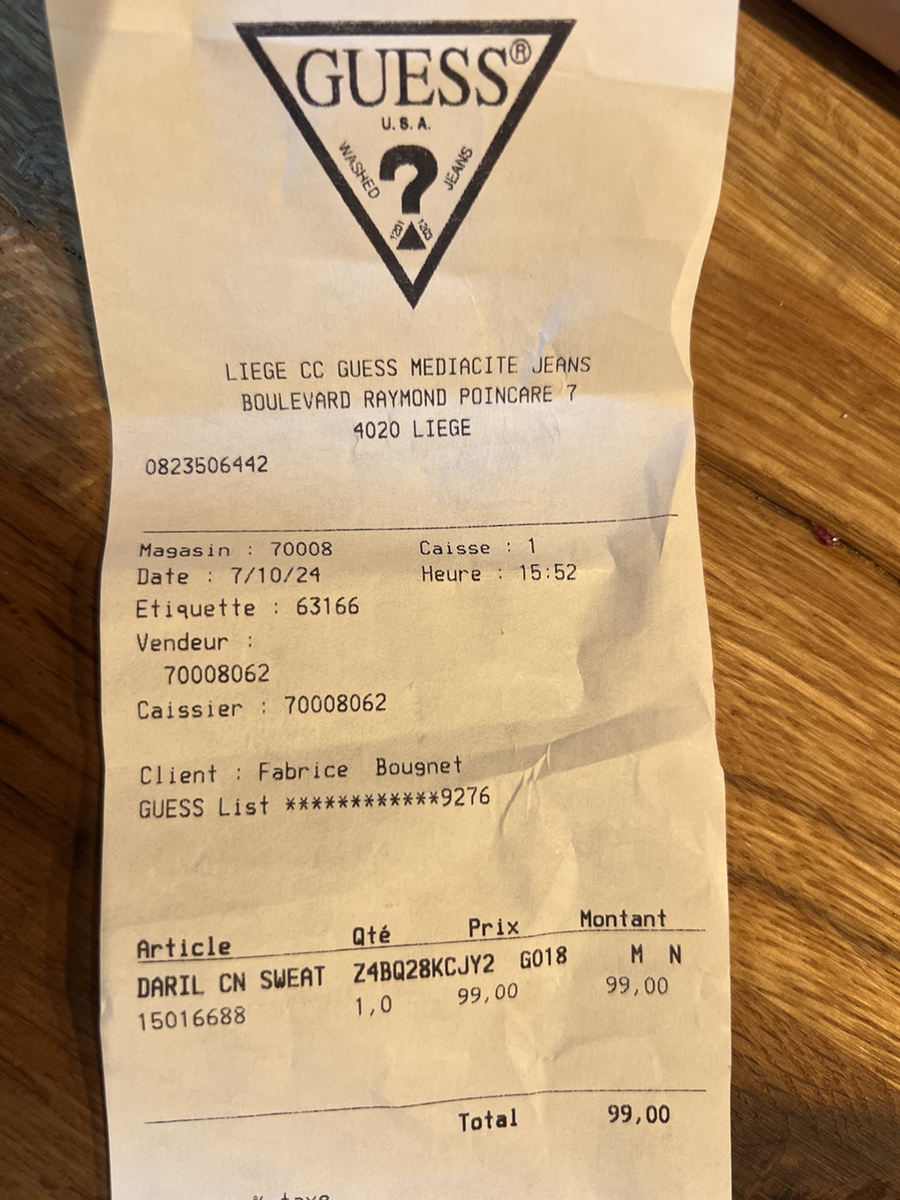 GUESS®
U.S.A.
WASHED JEANS
?
1201 1203
LIEGE CC GUESS MEDIACITE JEANS
BOULEVARD RAYMOND POINCARE 7
4020 LIEGE
0823506442
Magasin : 70008 Caisse : 1
Date : 7/10/24 Heure : 15:52
Etiquette : 63166
Vendeur :
70008062
Caissier : 70008062
Client : Fabrice Bougnet
GUESS List ************9276
Article Qté Prix Montant
DARIL CN SWEAT Z4BQ28KCJY2 G018 M N
15016688 1,0 99,00 99,00
Total 99,00